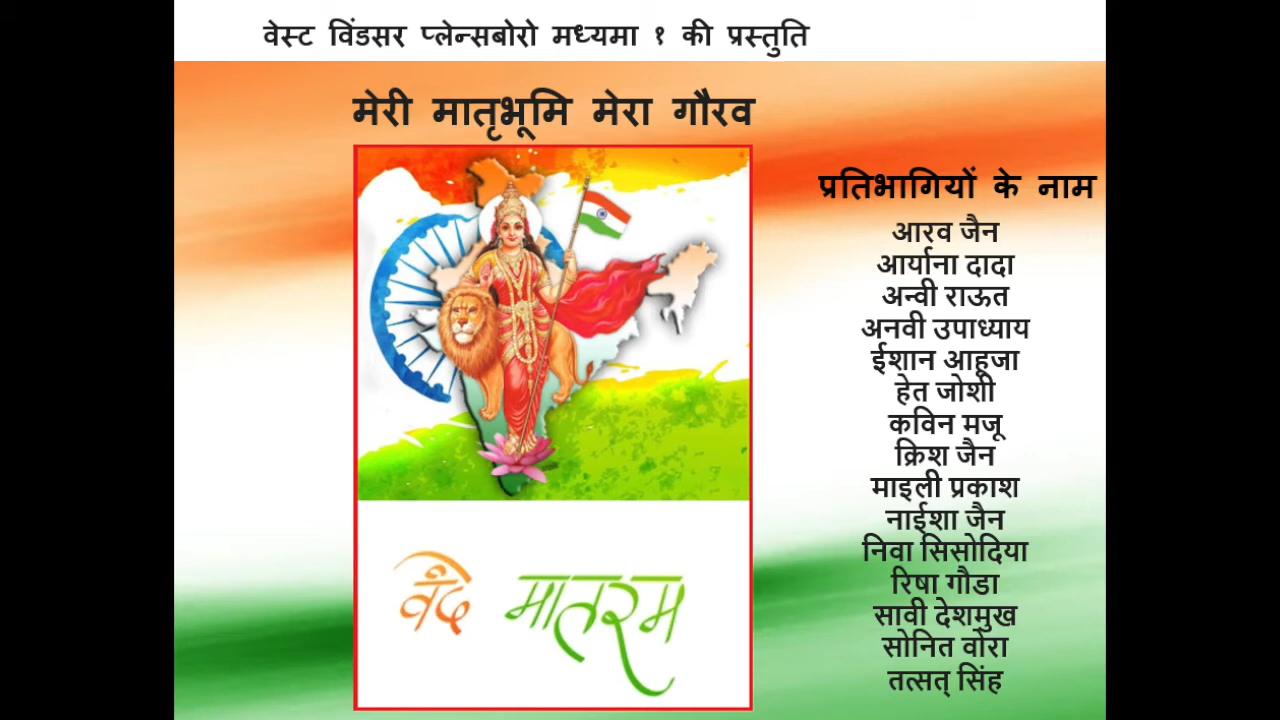 वेस्ट विंडसर प्लेन्सबोरो मध्यमा १ की प्रस्तुति
मेरी मातृभूमि मेरा गौरव
प्रतिभागियों के नाम
आरव जैन
आर्याना दादा
अन्वी राऊत
अनवी उपाध्याय
ईशान आहूजा
हेत जोशी
कविन मजू
क्रिश जैन
माइली प्रकाश
नाईशा जैन
निवा सिसोदिया
रिषा गौडा
सावी देशमुख
सोनित वोरा
तत्सत् सिंह
वंदे मातरम